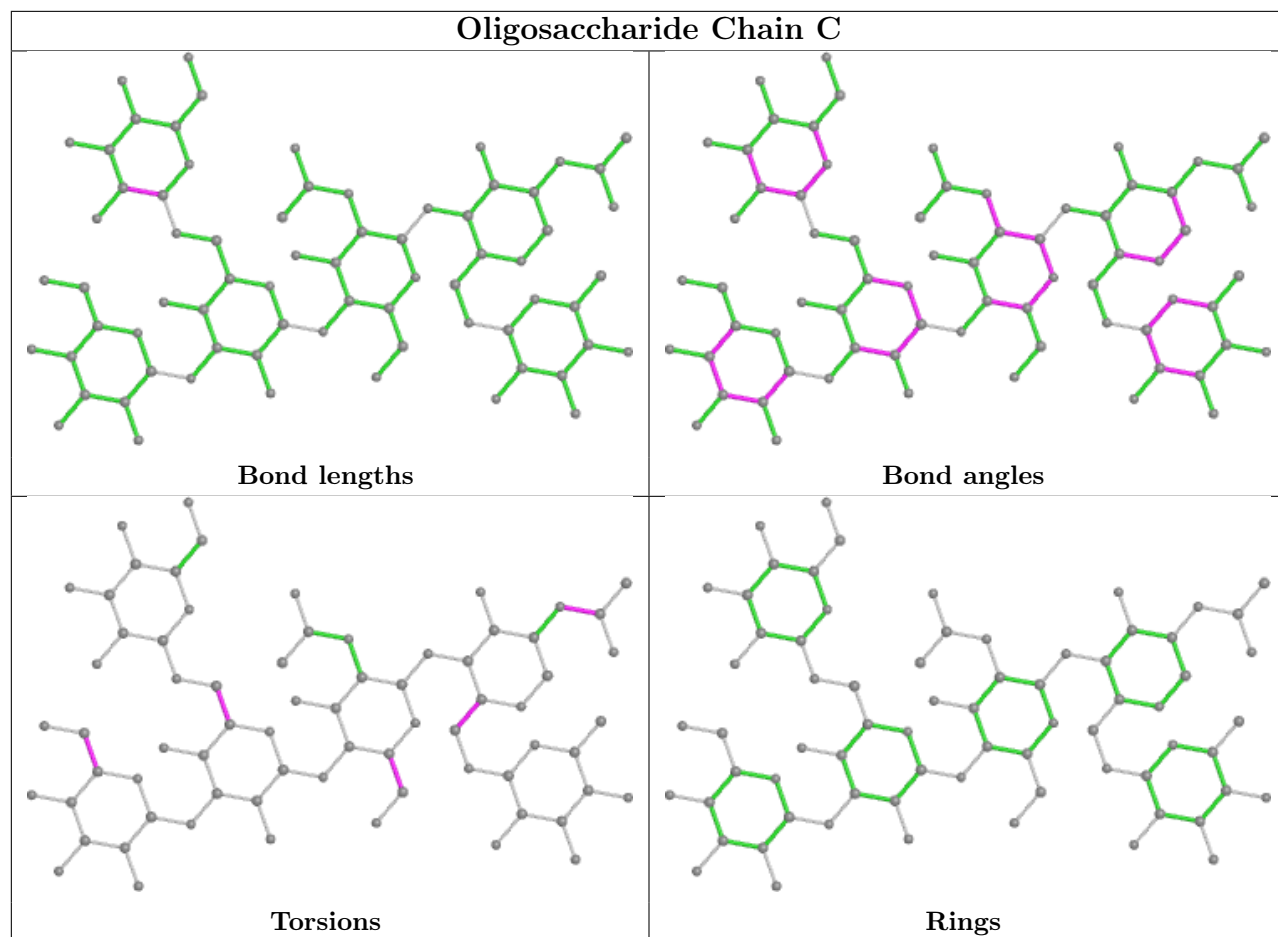 Oligosaccharide Chain C
Bond lengths
Bond angles
Torsions
Rings